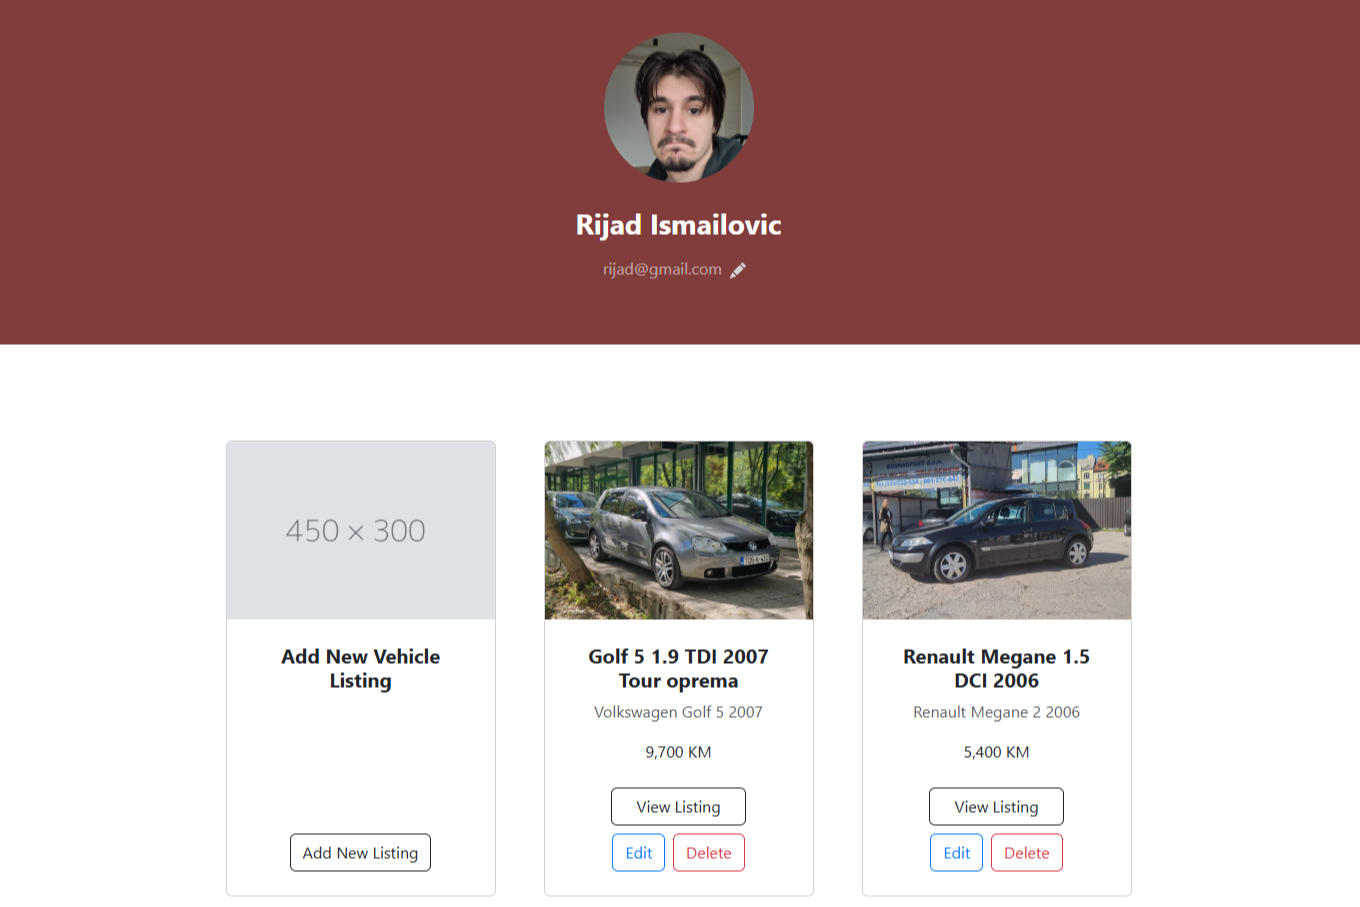 Rijad Ismailovic
rijad@gmail.com
450 × 300
Add New Vehicle
Listing
Add New Listing
Golf 5 1.9 TDI 2007
Tour oprema
Volkswagen Golf 5 2007
9,700 KM
View Listing
Edit Delete
Renault Megane 1.5
DCI 2006
Renault Megane 2 2006
5,400 KM
View Listing
Edit Delete